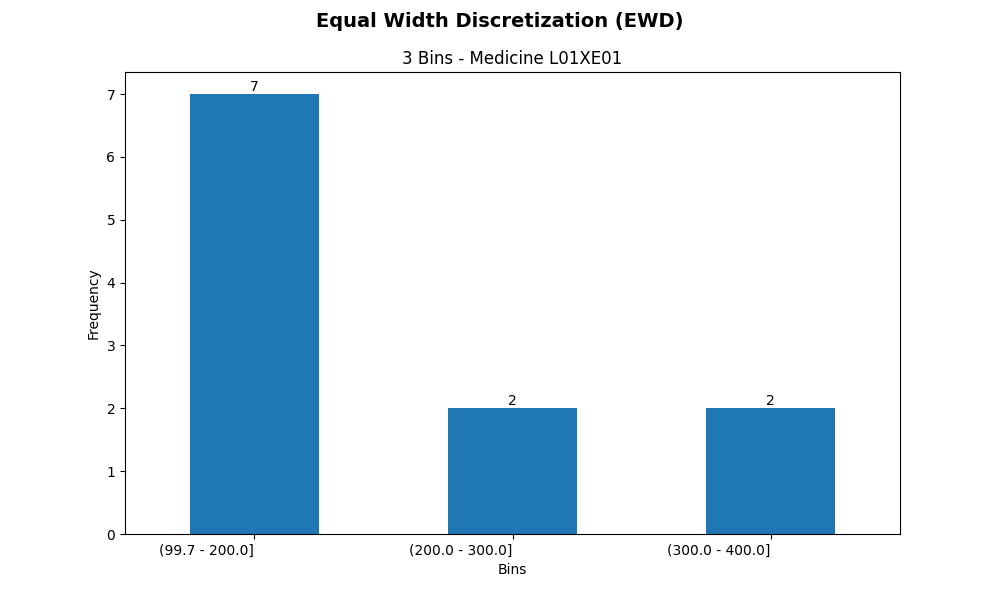 Equal Width Discretization (EWD)
3 Bins - Medicine L01XE01
7
7
6
5
4
Frequency
3
2
2
2
1
0
(99.7 - 200.0]
(200.0 - 300.0]
(300.0 - 400.0]
Bins